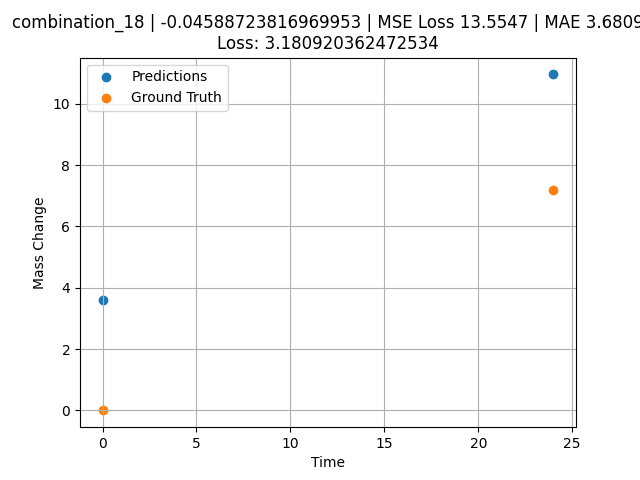 combination_18 | -0.04588723816969953 | MSE Loss 13.5547 | MAE 3.6809
Loss: 3.180920362472534
Predictions
Ground Truth
Mass Change
10
8
6
4
2
0
0 5 10 15 20 25
Time